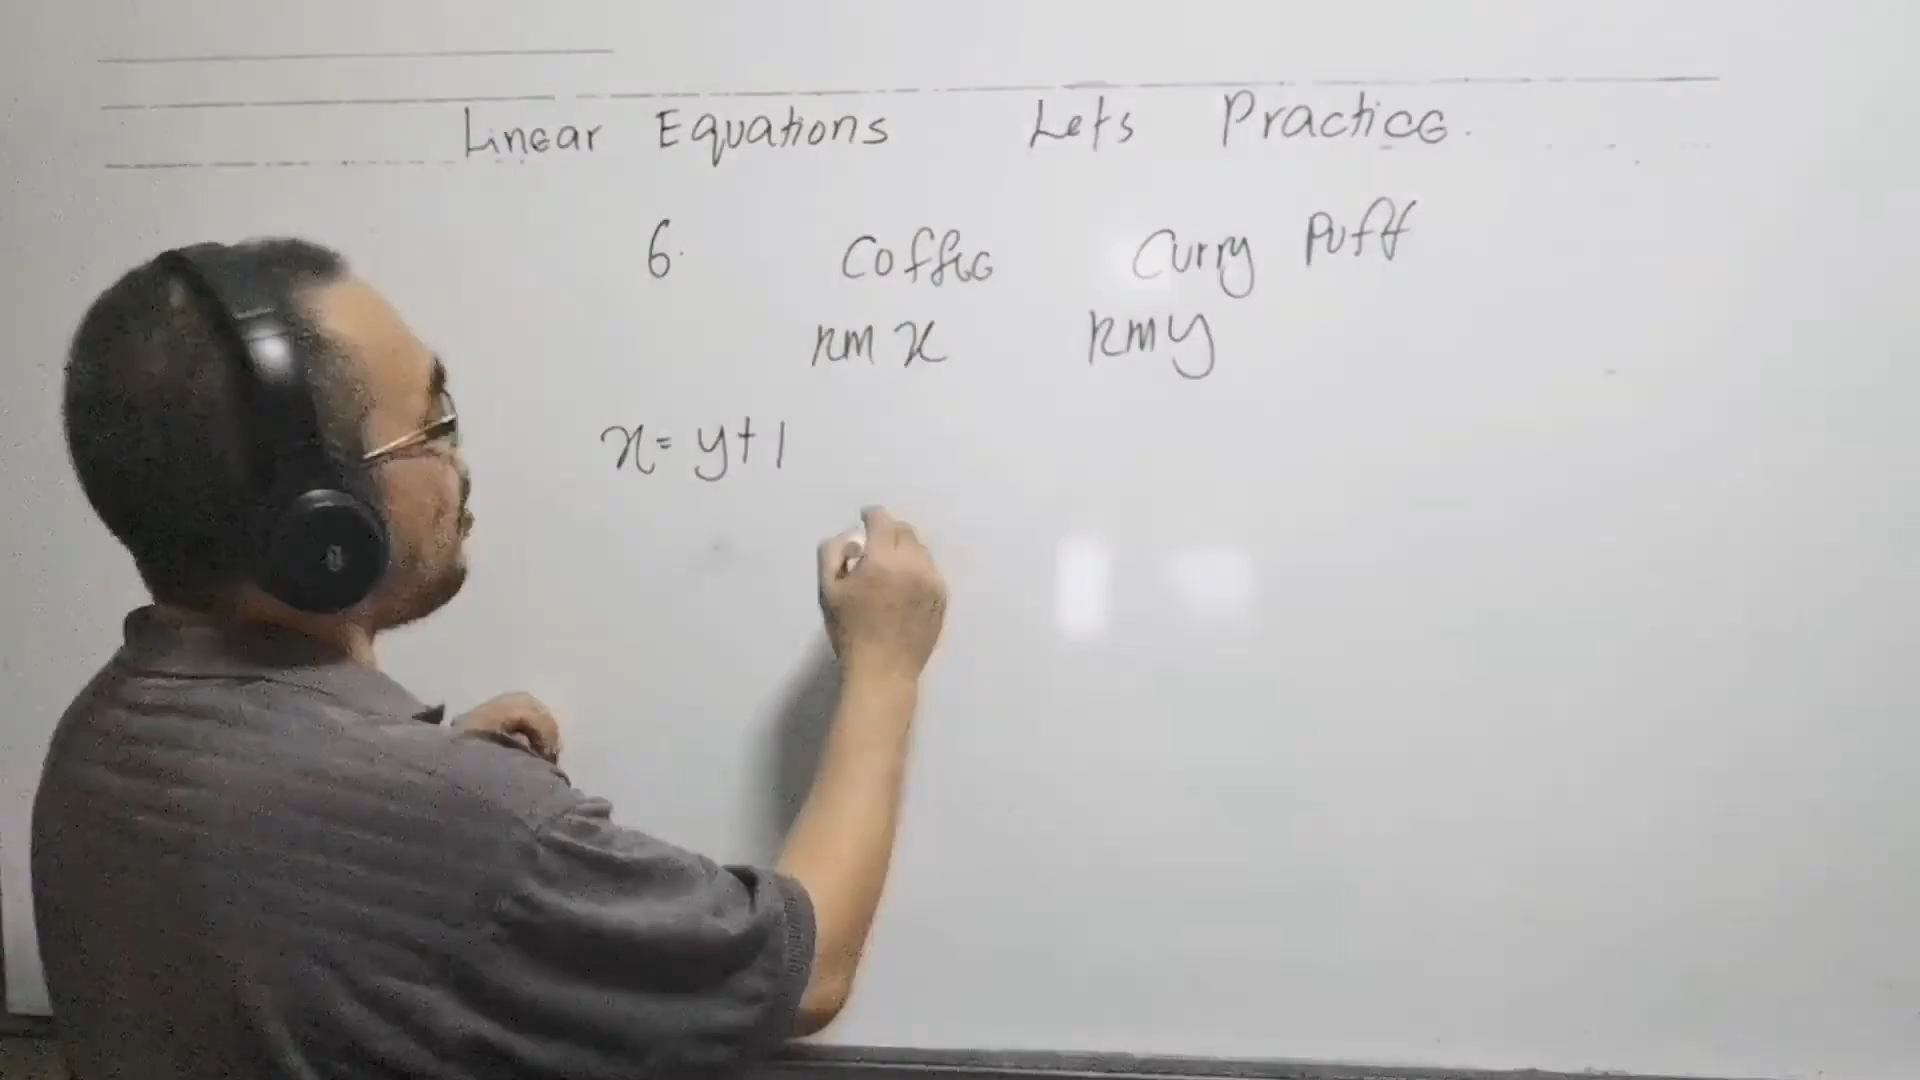 Linear Equations Lets Practice.
6. Coffee Curry Puff
RM x RM y
x = y + 1